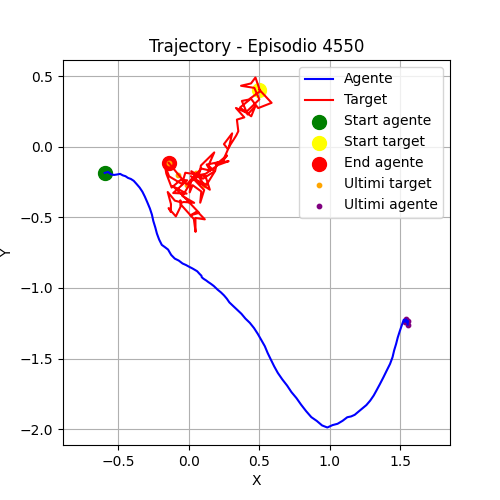 Trajectory - Episodio 4550
Agente
Target
Start agente
Start target
End agente
Ultimi target
Ultimi agente
0.5
0.0
−0.5
−1.0
−1.5
−2.0
Y
−0.5
0.0
0.5
1.0
1.5
X